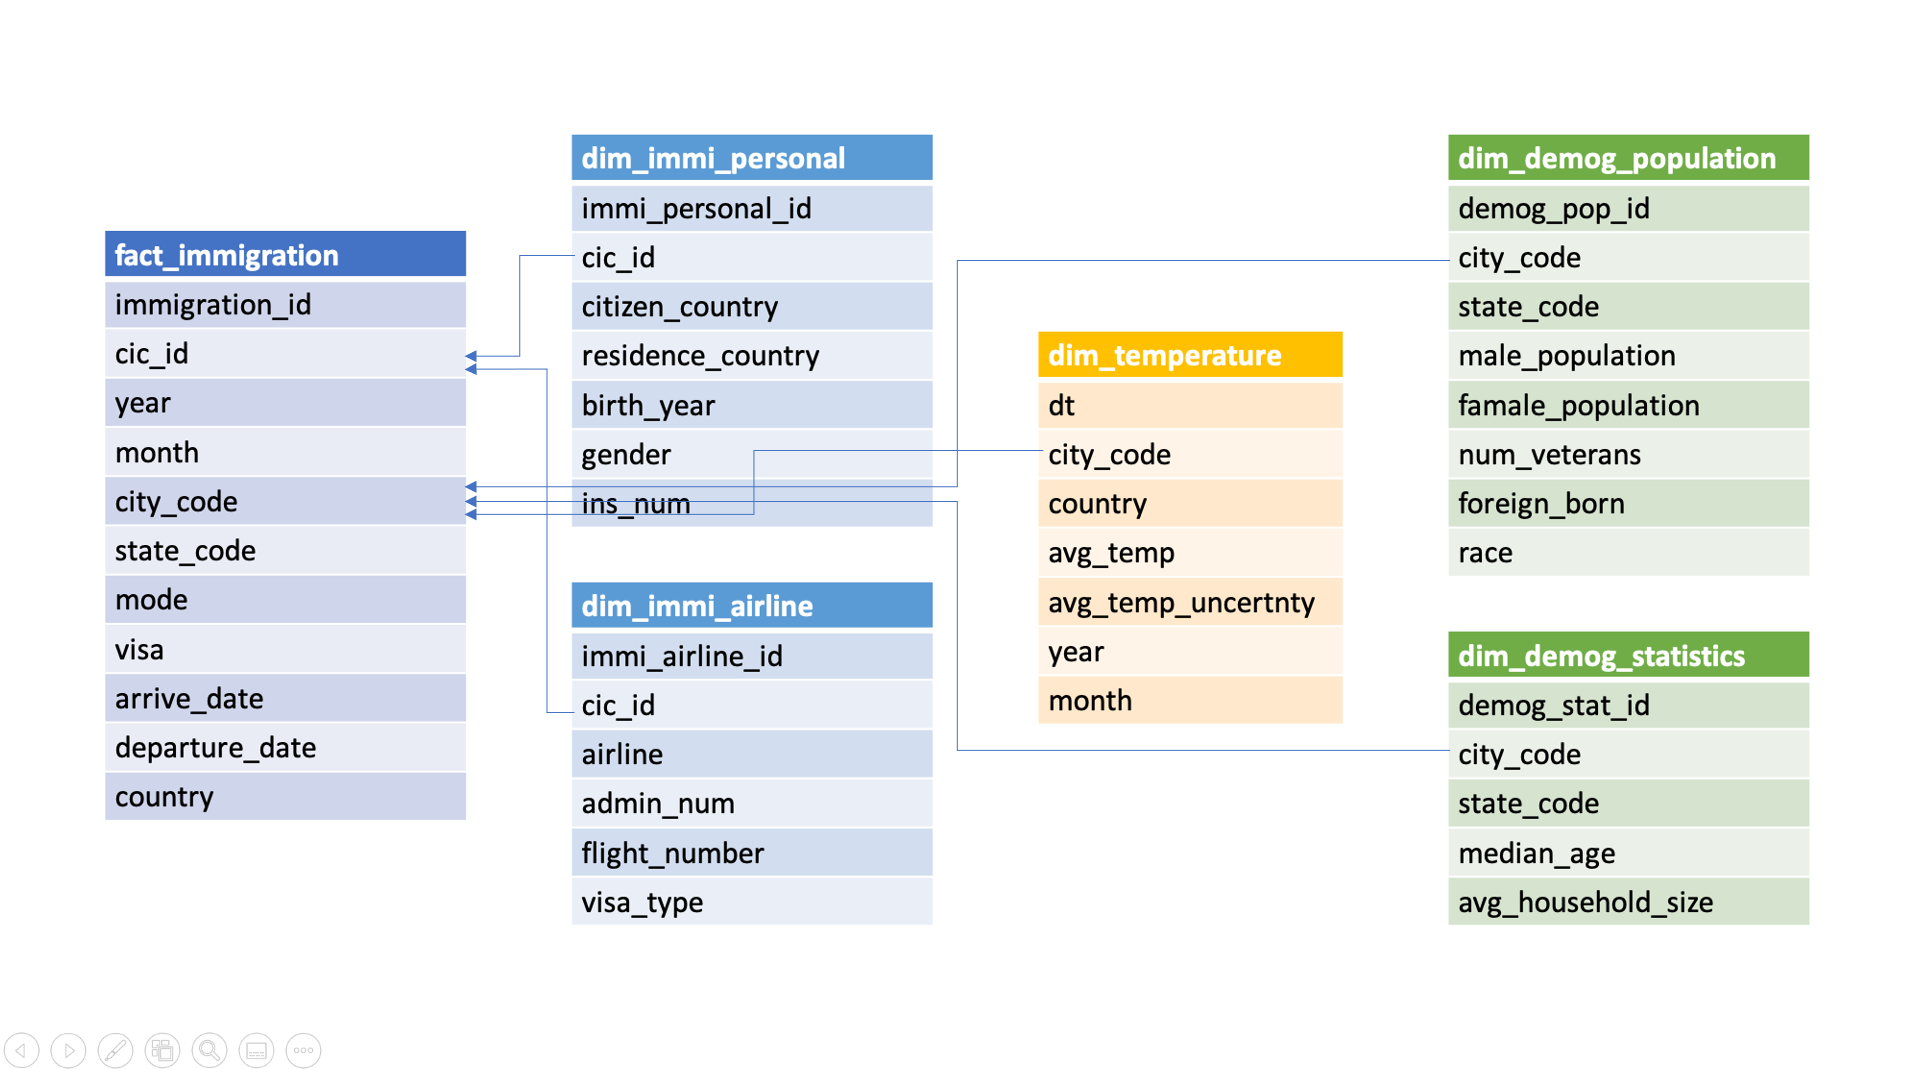 fact_immigration
immigration_id
cic_id
year
month
city_code
state_code
mode
visa
arrive_date
departure_date
country
dim_immi_personal
immi_personal_id
cic_id
citizen_country
residence_country
birth_year
gender
ins_num
dim_immi_airline
immi_airline_id
cic_id
airline
admin_num
flight_number
visa_type
dim_temperature
dt
city_code
country
avg_temp
avg_temp_uncertnty
year
month
dim_demog_population
demog_pop_id
city_code
state_code
male_population
famale_population
num_veterans
foreign_born
race
dim_demog_statistics
demog_stat_id
city_code
state_code
median_age
avg_household_size